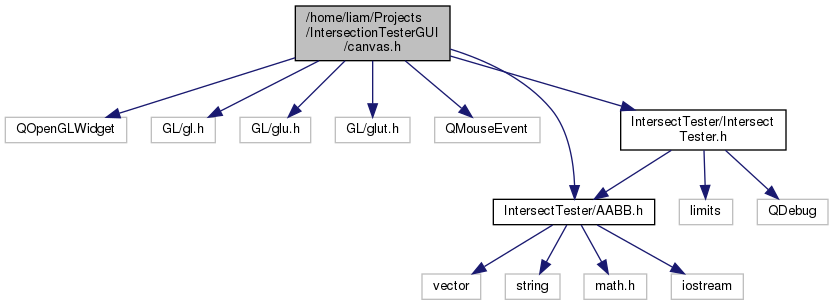 /home/liam/Projects
/IntersectionTesterGUI
/canvas.h
QOpenGLWidget
GL/gl.h
GL/glu.h
GL/glut.h
QMouseEvent
IntersectTester/Intersect
Tester.h
IntersectTester/AABB.h
limits
QDebug
vector
string
math.h
iostream